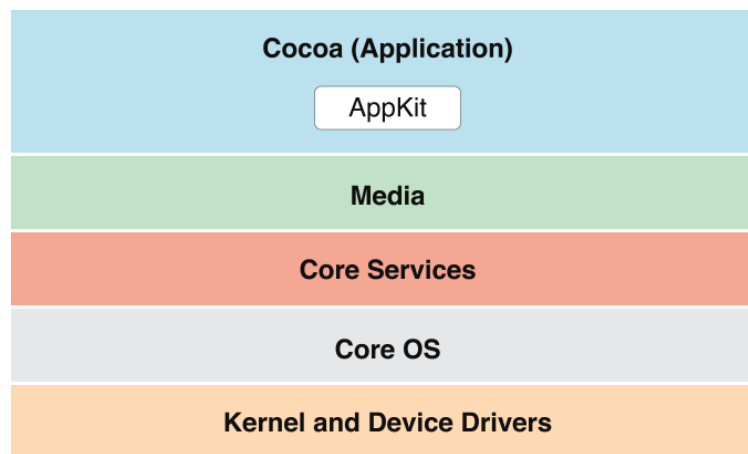 Cocoa (Application)
AppKit
Media
Core Services
Core OS
Kernel and Device Drivers